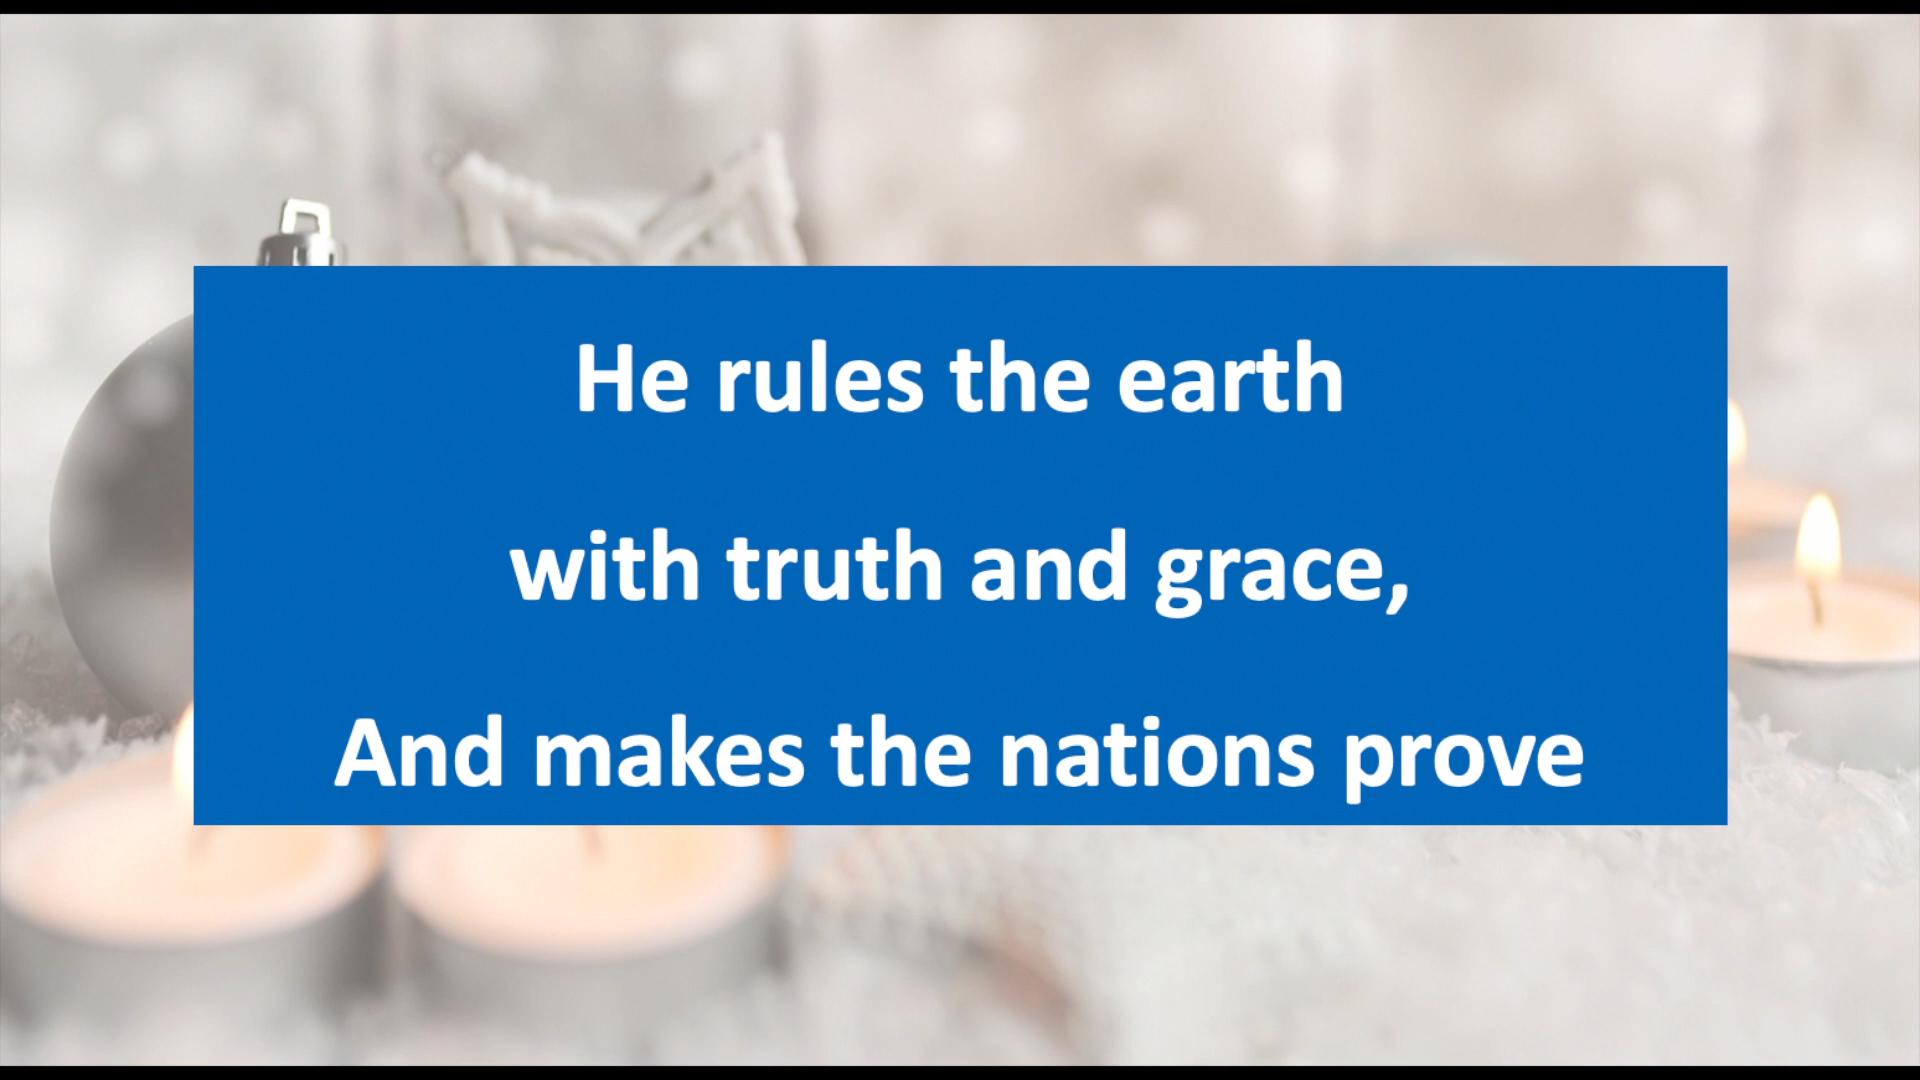 He rules the earth
with truth and grace,
And makes the nations prove